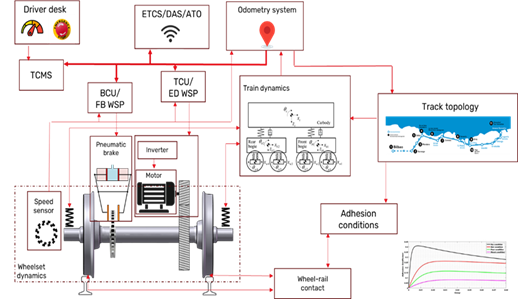 Driver desk
ETCS/DAS/ATO
Odometry system
TCMS
BCU/
FB WSP
TCU/
ED WSP
Train dynamics
Carbody
Track topology
Pneumatic
brake
Inverter
Motor
Rear
bogie
Front
bogie
Speed
sensor
Wheelset
dynamics
Adhesion
conditions
Wheel-rail
contact